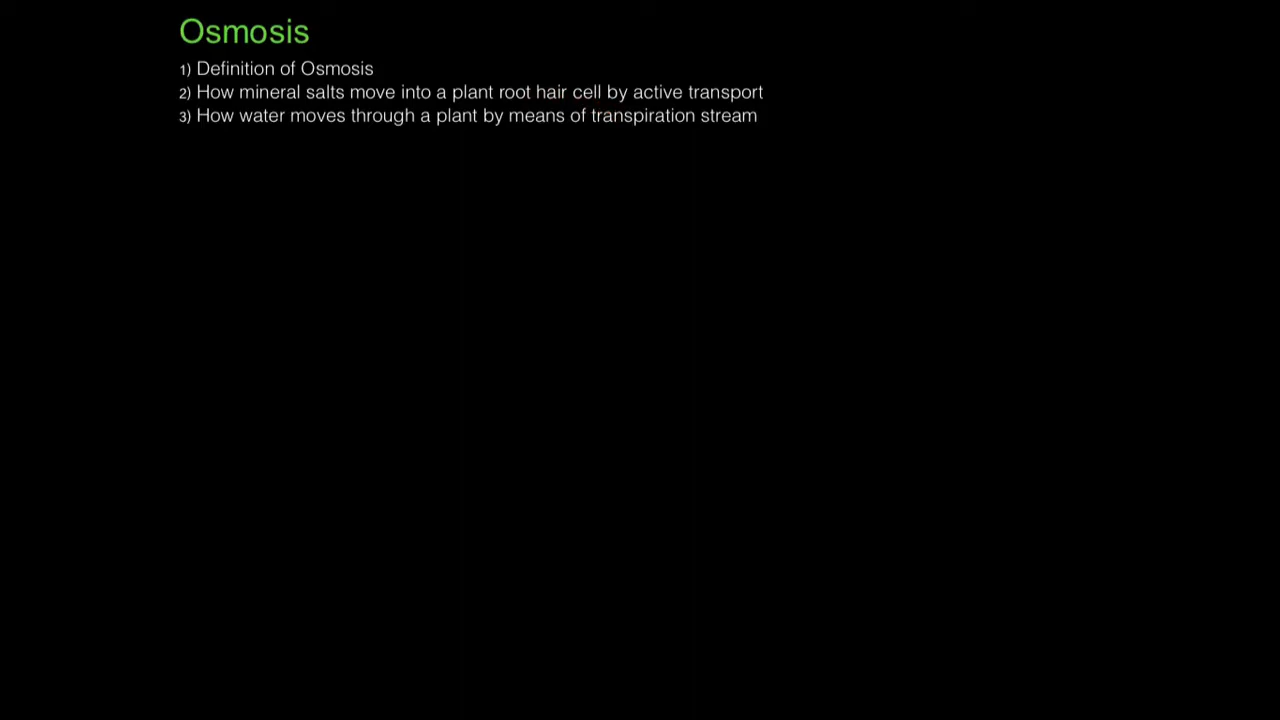 Osmosis
1) Definition of Osmosis
2) How mineral salts move into a plant root hair cell by active transport
3) How water moves through a plant by means of transpiration stream